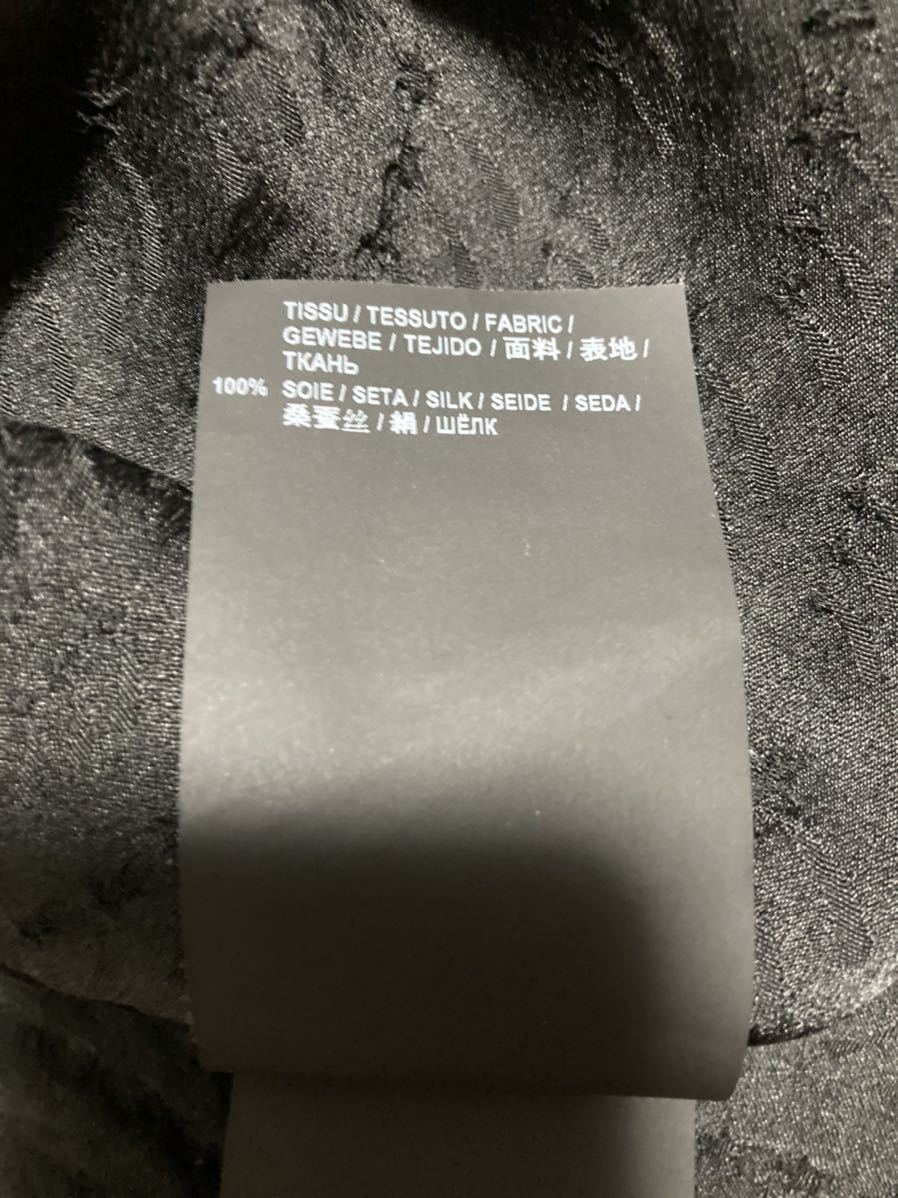 TISSU / TESSUTO / FABRIC /
GEWEBE / TEJIDO / 面料 / 表地 /
ТКАНЬ
100% SOIE / SETA / SILK / SEIDE / SEDA /
桑蚕丝 / 絹 / ШЁЛК